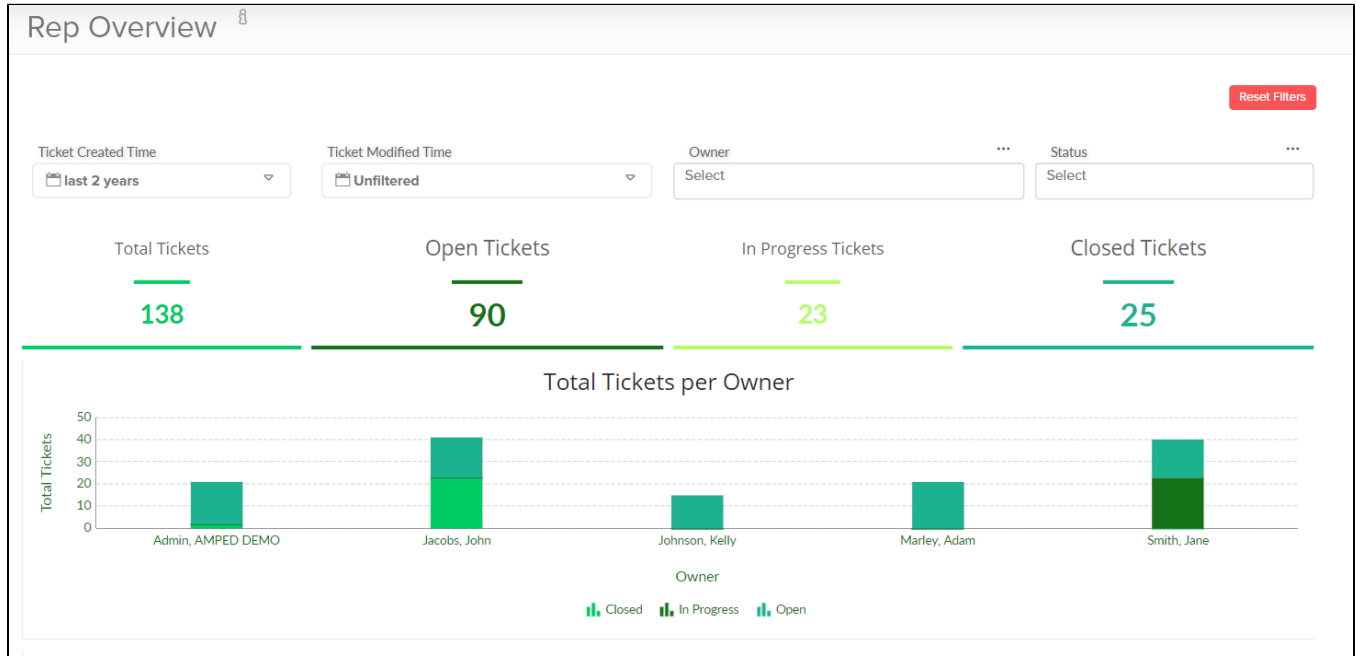 Rep Overview
Reset Filters
Ticket Created Time
Ticket Modified Time
Owner
...
Status
...
last 2 years
Unfiltered
Select
Select
Total Tickets
Open Tickets
In Progress Tickets
Closed Tickets
138
90
23
25
Total Tickets per Owner
Total Tickets
50
40
30
20
10
0
Admin, AMPED DEMO
Jacobs, John
Johnson, Kelly
Marley, Adam
Smith, Jane
Owner
Closed
In Progress
Open